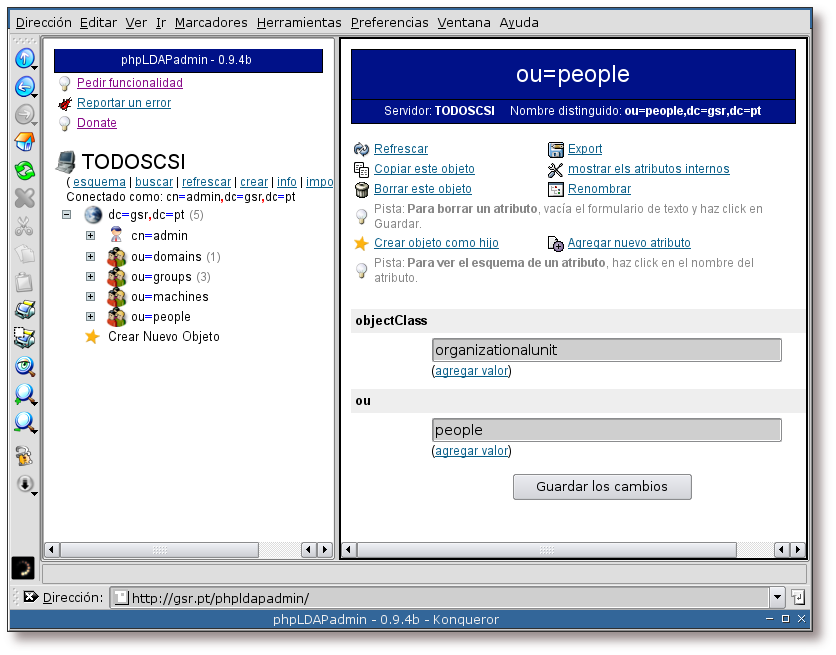 Dirección Editar Ver Ir Marcadores Herramientas Preferencias Ventana Ayuda
phpLDAPadmin - 0.9.4b
Pedir funcionalidad
Reportar un error
Donate
TODOSCSI
( esquema | buscar | refrescar | crear | info | impo
Conectado como: cn=admin,dc=gsr,dc=pt
dc=gsr,dc=pt (5)
cn=admin
ou=domains (1)
ou=groups (3)
ou=machines
ou=people
Crear Nuevo Objeto
ou=people
Servidor: TODOSCSI Nombre distinguido: ou=people,dc=gsr,dc=pt
Refrescar Export
Copiar este objeto mostrar els atributos internos
Borrar este objeto Renombrar
Pista: Para borrar un atributo, vacía el formulario de texto y haz click en
Guardar.
Crear objeto como hijo Agregar nuevo atributo
Pista: Para ver el esquema de un atributo, haz click en el nombre del
atributo.
objectClass
organizationalunit
(agregar valor)
ou
people
(agregar valor)
Guardar los cambios
Dirección: http://gsr.pt/phpldapadmin/
phpLDAPadmin - 0.9.4b - Konqueror